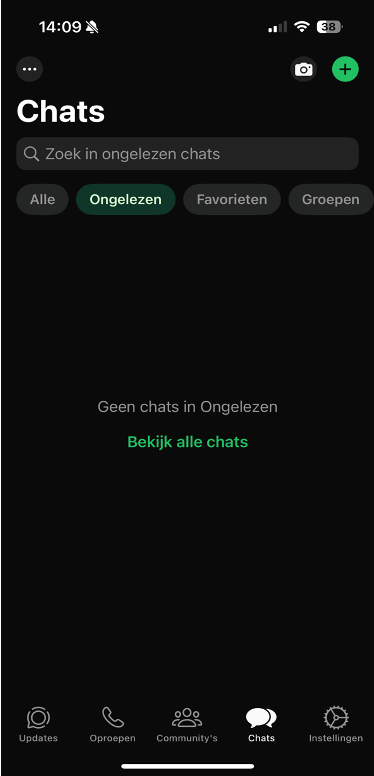 14:09 38
Chats
Zoek in ongelezen chats
Alle Ongelezen Favorieten Groepen
Geen chats in Ongelezen
Bekijk alle chats
Updates Oproepen Community's Chats Instellingen